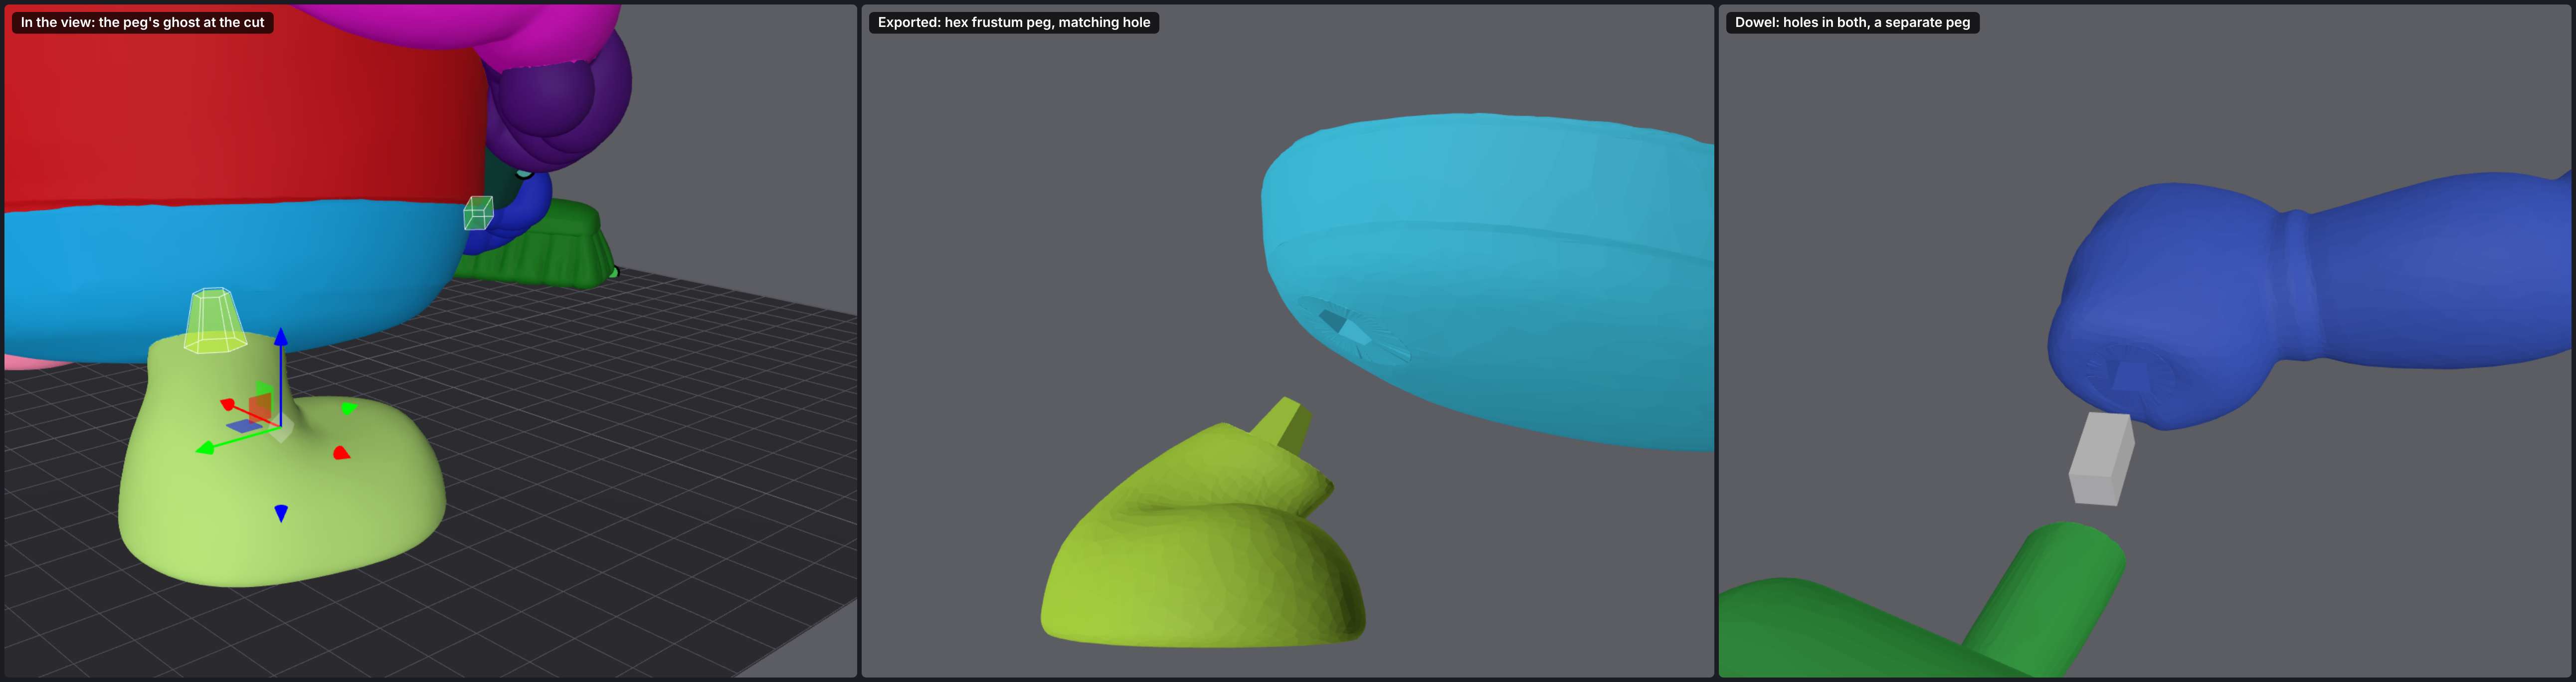 In the view: the peg's ghost at the cut
Exported: hex frustum peg, matching hole
Dowel: holes in both, a separate peg